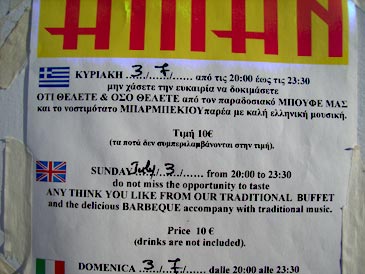 ΑΜΑΝ
ΚΥΡΙΑΚΗ 3 / 7 /...... από τις 20:00 έως τις 23:30
μην χάσετε την ευκαιρία να δοκιμάσετε
ΟΤΙ ΘΕΛΕΤΕ & ΟΣΟ ΘΕΛΕΤΕ από τον παραδοσιακό ΜΠΟΥΦΕ ΜΑΣ
και το νοστιμότατο ΜΠΑΡΜΠΕΚΙΟΥ παρέα με καλή ελληνική μουσική.
Τιμή 10€
(τα ποτά δεν συμπεριλαμβάνονται στην τιμή).
SUNDAY July 3 ...... from 20:00 to 23:30
do not miss the opportunity to taste
ANY THINK YOU LIKE FROM OUR TRADITIONAL BUFFET
and the delicious BARBEQE accompany with traditional music.
Price 10 €
(drinks are not included).
DOMENICA 3 / 7 /...... dalle 20:00 alle 23:30